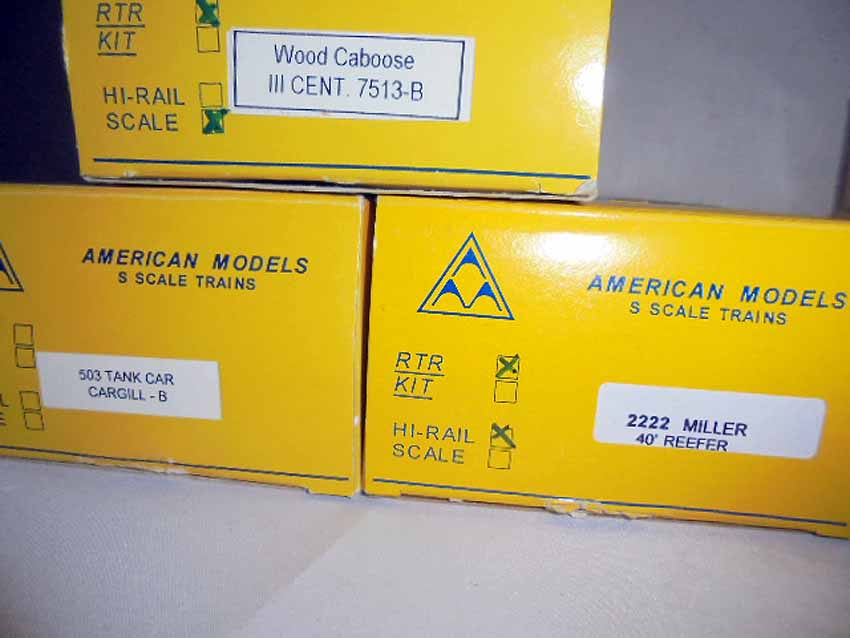 RTR
KIT
HI-RAIL
SCALE
Wood Caboose
III CENT. 7513-B
AMERICAN MODELS
S SCALE TRAINS
503 TANK CAR
CARGILL - B
L
E
AMERICAN MODELS
S SCALE TRAINS
RTR
KIT
HI-RAIL
SCALE
2222 MILLER
40' REEFER